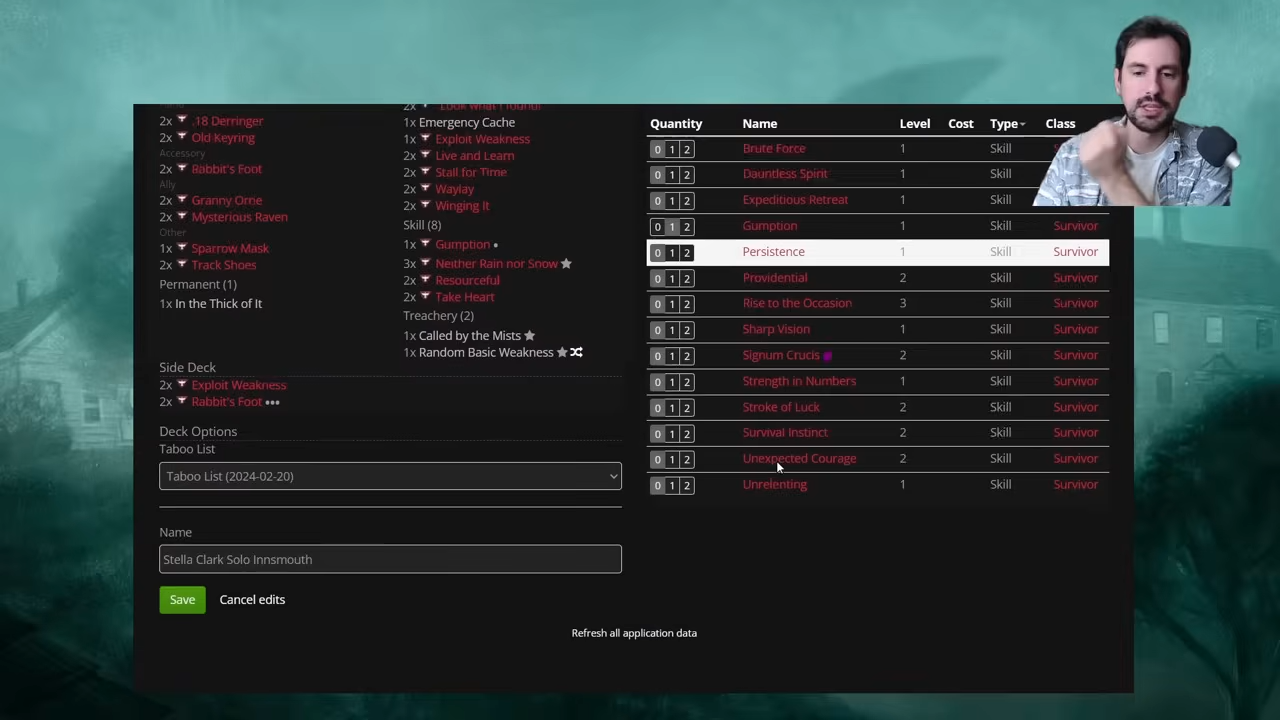 2x .18 Derringer
2x Old Keyring
Accessory
2x Rabbit's Foot
Ally
2x Granny Orne
2x Mysterious Raven
Other
1x Sparrow Mask
2x Track Shoes
Permanent (1)
1x In the Thick of It
2x "Look What I Found!"
1x Emergency Cache
1x Exploit Weakness
2x Live and Learn
2x Stall for Time
2x Waylay
2x Winging It
Skill (8)
1x Gumption •
3x Neither Rain nor Snow ★
2x Resourceful
2x Take Heart
Treachery (2)
1x Called by the Mists ★
1x Random Basic Weakness ★
Side Deck
2x Exploit Weakness
2x Rabbit's Foot •••
Deck Options
Taboo List
Taboo List (2024-02-20)
Name
Stella Clark Solo Innsmouth
Save Cancel edits
Quantity Name Level Cost Type Class
0 1 2 Brute Force 1 Skill
0 1 2 Dauntless Spirit 1 Skill
0 1 2 Expeditious Retreat 1 Skill
0 1 2 Gumption 1 Skill Survivor
0 1 2 Persistence 1 Skill Survivor
0 1 2 Providential 2 Skill Survivor
0 1 2 Rise to the Occasion 3 Skill Survivor
0 1 2 Sharp Vision 1 Skill Survivor
0 1 2 Signum Crucis 2 Skill Survivor
0 1 2 Strength in Numbers 1 Skill Survivor
0 1 2 Stroke of Luck 2 Skill Survivor
0 1 2 Survival Instinct 2 Skill Survivor
0 1 2 Unexpected Courage 2 Skill Survivor
0 1 2 Unrelenting 1 Skill Survivor
Refresh all application data